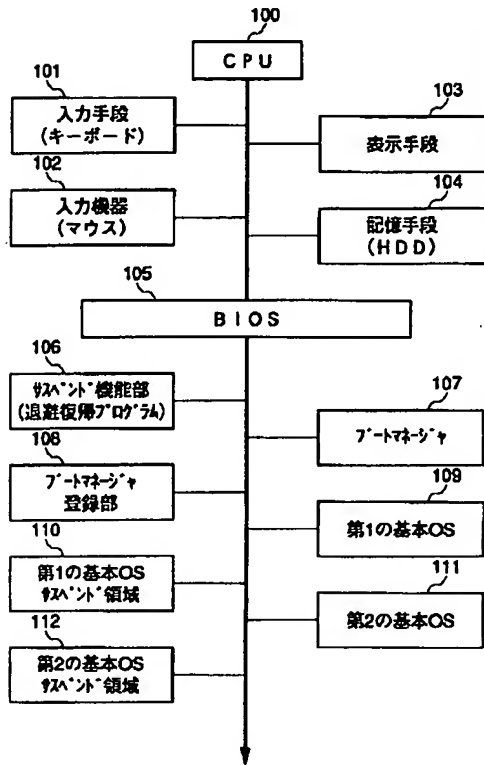 100
CPU
101
入力手段
(キーボード)
103
表示手段
102
入力機器
(マウス)
104
記憶手段
(HDD)
105
BIOS
106
ｻｽﾍﾟﾝﾄﾞ機能部
(退避復帰ﾌﾟﾛｸﾞﾗﾑ)
107
ﾌﾞｰﾄﾏﾈｰｼﾞｬ
108
ﾌﾞｰﾄﾏﾈｰｼﾞｬ
登録部
109
第1の基本OS
110
第1の基本OS
ｻｽﾍﾟﾝﾄﾞ領域
111
第2の基本OS
112
第2の基本OS
ｻｽﾍﾟﾝﾄﾞ領域